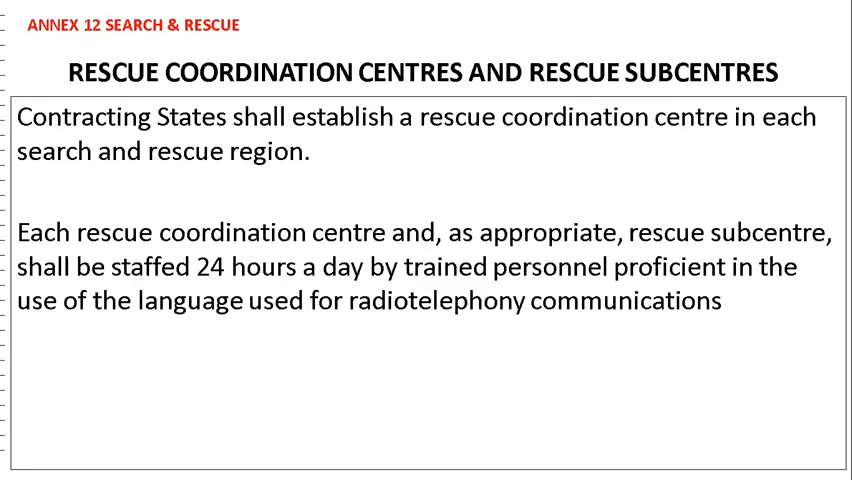 ANNEX 12 SEARCH & RESCUE
RESCUE COORDINATION CENTRES AND RESCUE SUBCENTRES
Contracting States shall establish a rescue coordination centre in each
search and rescue region.
Each rescue coordination centre and, as appropriate, rescue subcentre,
shall be staffed 24 hours a day by trained personnel proficient in the
use of the language used for radiotelephony communications